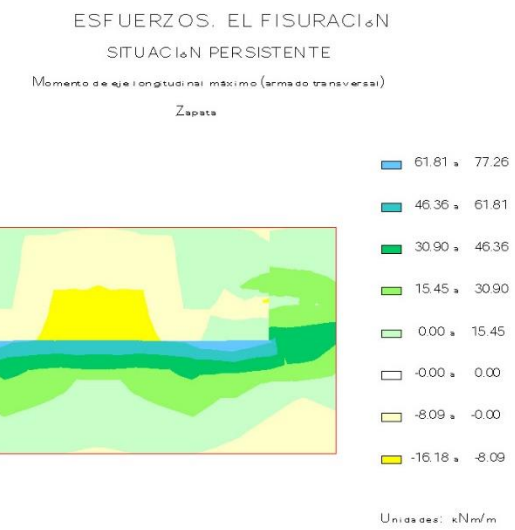 ESFUERZOS. EL FISURACIóN
SITUACIóN PERSISTENTE
Momento de eje longitudinal máximo (armado transversal)
Zapata
61.81 a 77.26
46.36 a 61.81
30.90 a 46.36
15.45 a 30.90
0.00 a 15.45
-0.00 a 0.00
-8.09 a -0.00
-16.18 a -8.09
Unidades: kNm/m